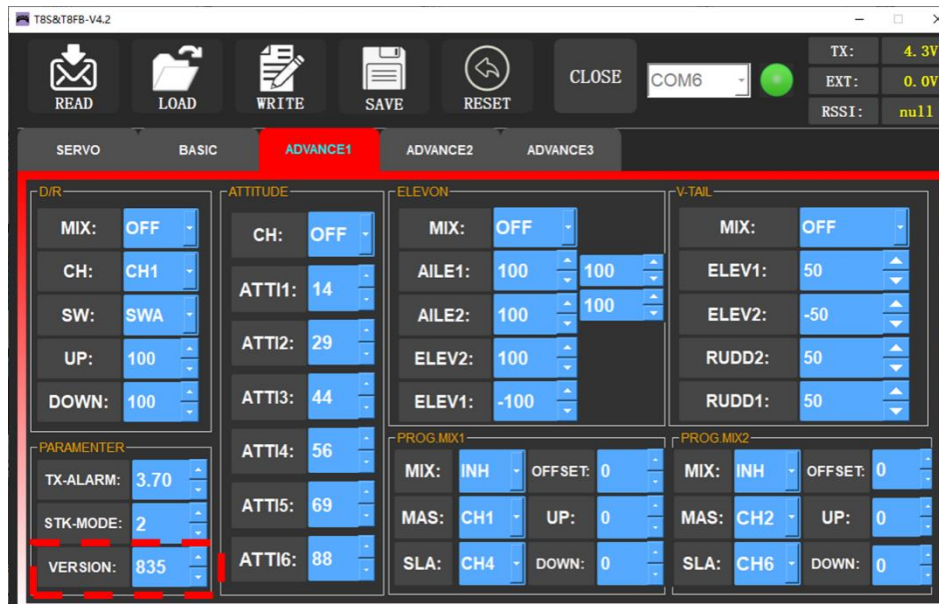 T8S&T8FB-V4.2
READ LOAD WRITE SAVE RESET CLOSE COM6
TX: 4.3V
EXT: 0.0V
RSSI: null
SERVO BASIC ADVANCE1 ADVANCE2 ADVANCE3
D/R
MIX: OFF
CH: CH1
SW: SWA
UP: 100
DOWN: 100
PARAMENTER
TX-ALARM: 3.70
STK-MODE: 2
VERSION: 835
ATTITUDE
CH: OFF
ATTI1: 14
ATTI2: 29
ATTI3: 44
ATTI4: 56
ATTI5: 69
ATTI6: 88
ELEVON
MIX: OFF
AILE1: 100 100
AILE2: 100 100
ELEV2: 100
ELEV1: -100
V-TAIL
MIX: OFF
ELEV1: 50
ELEV2: -50
RUDD2: 50
RUDD1: 50
PROG.MIX1
MIX: INH OFFSET: 0
MAS: CH1 UP: 0
SLA: CH4 DOWN: 0
PROG.MIX2
MIX: INH OFFSET: 0
MAS: CH2 UP: 0
SLA: CH6 DOWN: 0